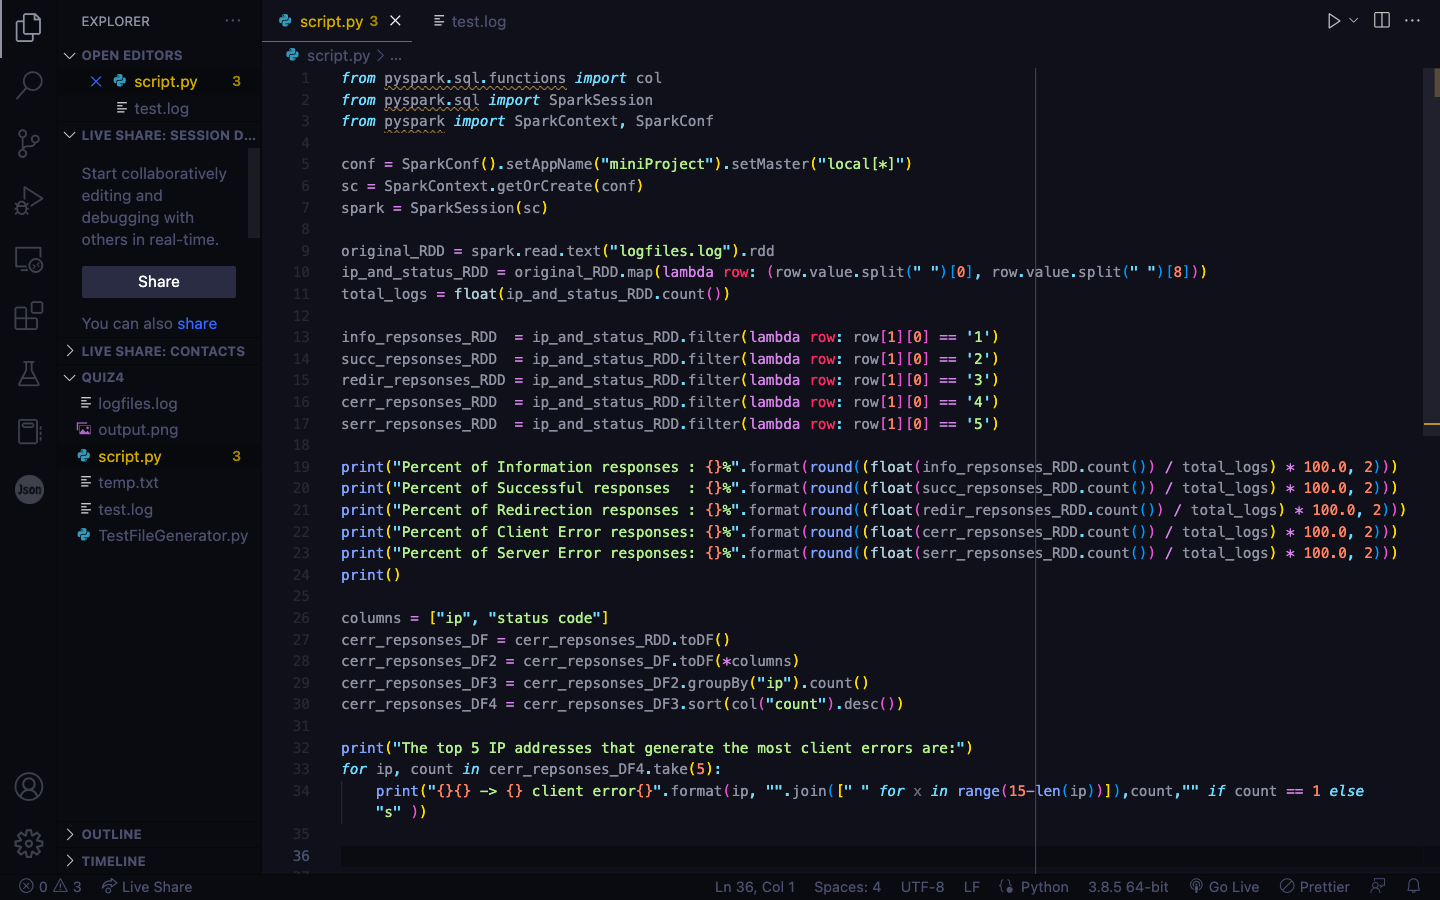 EXPLORER
script.py 3
test.log
OPEN EDITORS
script.py 3
test.log
LIVE SHARE: SESSION D...
Start collaboratively
editing and
debugging with
others in real-time.
Share
You can also share
LIVE SHARE: CONTACTS
QUIZ4
logfiles.log
output.png
script.py 3
temp.txt
test.log
TestFileGenerator.py
Json
OUTLINE
TIMELINE
script.py > ...
1 from pyspark.sql.functions import col
2 from pyspark.sql import SparkSession
3 from pyspark import SparkContext, SparkConf
4
5 conf = SparkConf().setAppName("miniProject").setMaster("local[*]")
6 sc = SparkContext.getOrCreate(conf)
7 spark = SparkSession(sc)
8
9 original_RDD = spark.read.text("logfiles.log").rdd
10 ip_and_status_RDD = original_RDD.map(lambda row: (row.value.split(" ")[0], row.value.split(" ")[8]))
11 total_logs = float(ip_and_status_RDD.count())
12
13 info_repsonses_RDD  = ip_and_status_RDD.filter(lambda row: row[1][0] == '1')
14 succ_repsonses_RDD  = ip_and_status_RDD.filter(lambda row: row[1][0] == '2')
15 redir_repsonses_RDD = ip_and_status_RDD.filter(lambda row: row[1][0] == '3')
16 cerr_repsonses_RDD  = ip_and_status_RDD.filter(lambda row: row[1][0] == '4')
17 serr_repsonses_RDD  = ip_and_status_RDD.filter(lambda row: row[1][0] == '5')
18
19 print("Percent of Information responses : {}%".format(round((float(info_repsonses_RDD.count()) / total_logs) * 100.0, 2)))
20 print("Percent of Successful responses  : {}%".format(round((float(succ_repsonses_RDD.count()) / total_logs) * 100.0, 2)))
21 print("Percent of Redirection responses : {}%".format(round((float(redir_repsonses_RDD.count()) / total_logs) * 100.0, 2)))
22 print("Percent of Client Error responses: {}%".format(round((float(cerr_repsonses_RDD.count()) / total_logs) * 100.0, 2)))
23 print("Percent of Server Error responses: {}%".format(round((float(serr_repsonses_RDD.count()) / total_logs) * 100.0, 2)))
24 print()
25
26 columns = ["ip", "status code"]
27 cerr_repsonses_DF = cerr_repsonses_RDD.toDF()
28 cerr_repsonses_DF2 = cerr_repsonses_DF.toDF(*columns)
29 cerr_repsonses_DF3 = cerr_repsonses_DF2.groupBy("ip").count()
30 cerr_repsonses_DF4 = cerr_repsonses_DF3.sort(col("count").desc())
31
32 print("The top 5 IP addresses that generate the most client errors are:")
33 for ip, count in cerr_repsonses_DF4.take(5):
34     print("{}{} -> {} client error{}".format(ip, "".join([" " for x in range(15-len(ip))]),count,"" if count == 1 else
"s" ))
35
36
0 3 Live Share Ln 36, Col 1 Spaces: 4 UTF-8 LF Python 3.8.5 64-bit Go Live Prettier